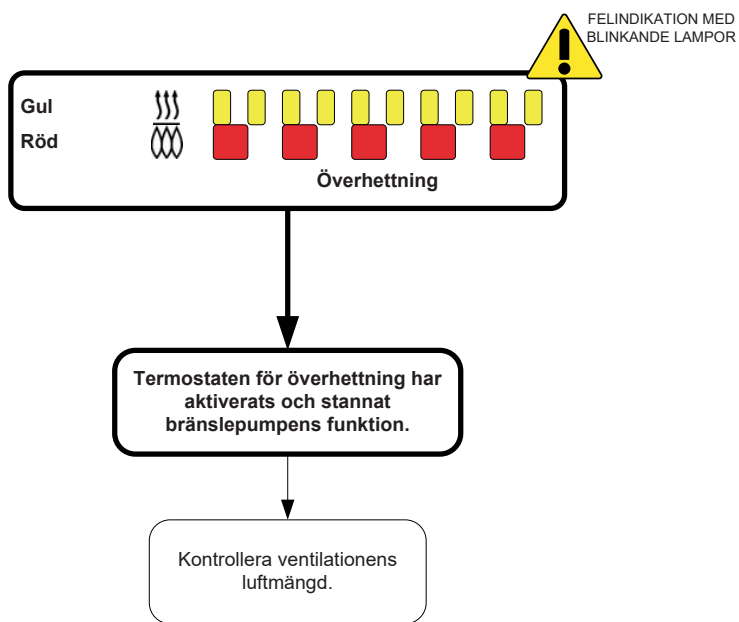 FELINDIKATION MED
BLINKANDE LAMPOR
Gul
Röd
Överhettning
Termostaten för överhettning har
aktiverats och stannat
bränslepumpens funktion.
Kontrollera ventilationens
luftmängd.